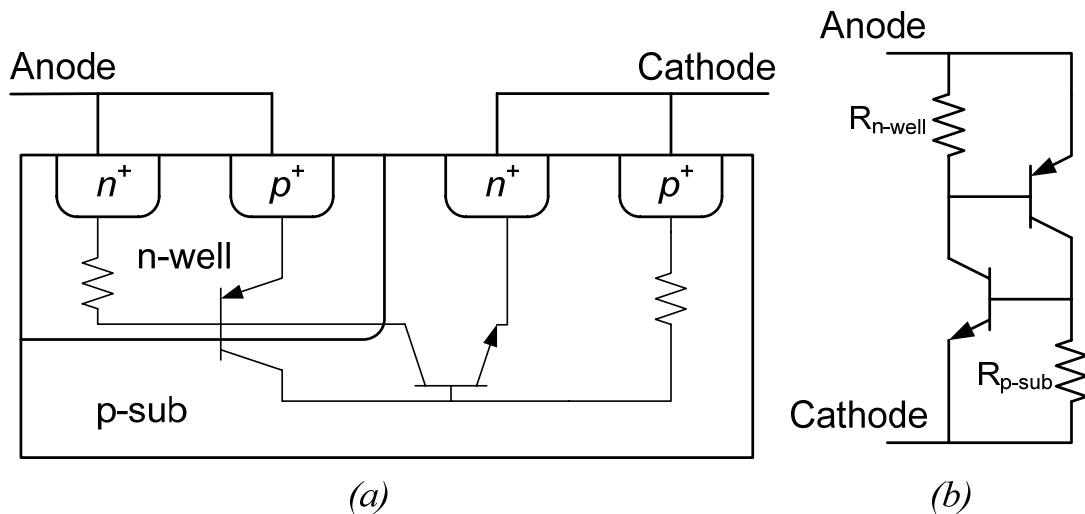 Anode
Cathode
n+
p+
n+
p+
n-well
p-sub
(a)
Anode
Rn-well
Rp-sub
Cathode
(b)